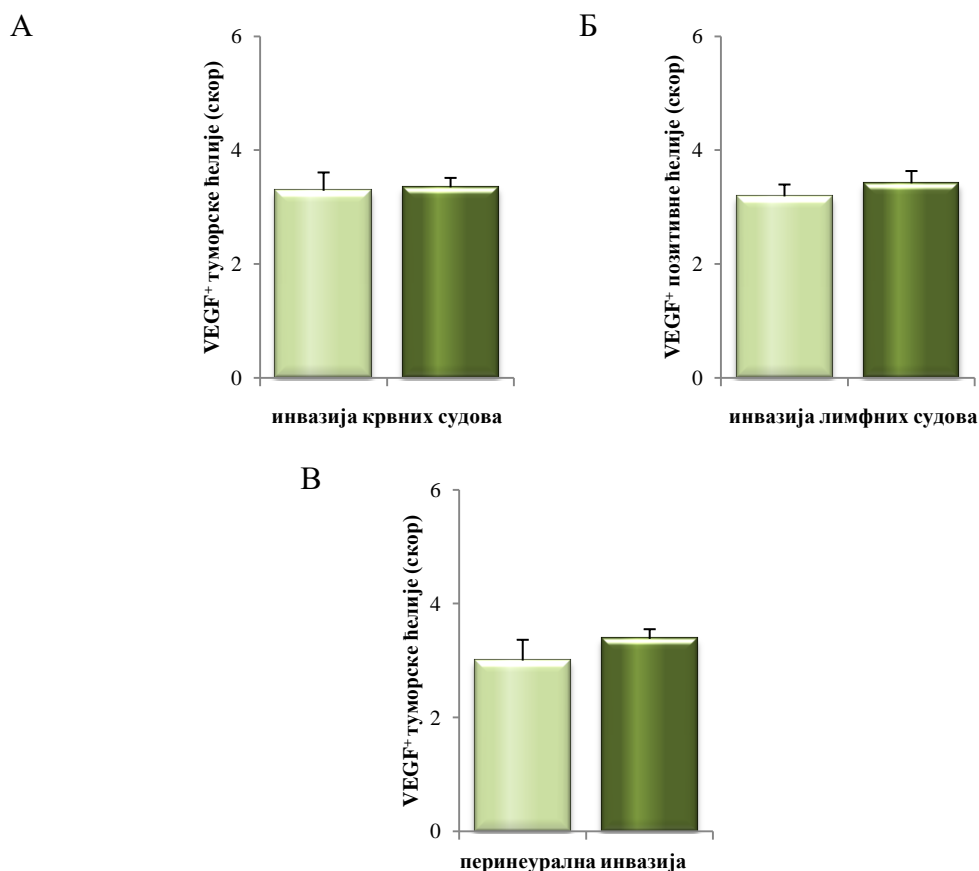 А
VEGF⁺ туморске ћелије (скор)
6
4
2
0
инвазија крвних судова
Б
VEGF⁺ позитивне ћелије (скор)
6
4
2
0
инвазија лимфних судова
В
VEGF⁺ туморске ћелије (скор)
6
4
2
0
перинеурална инвазија